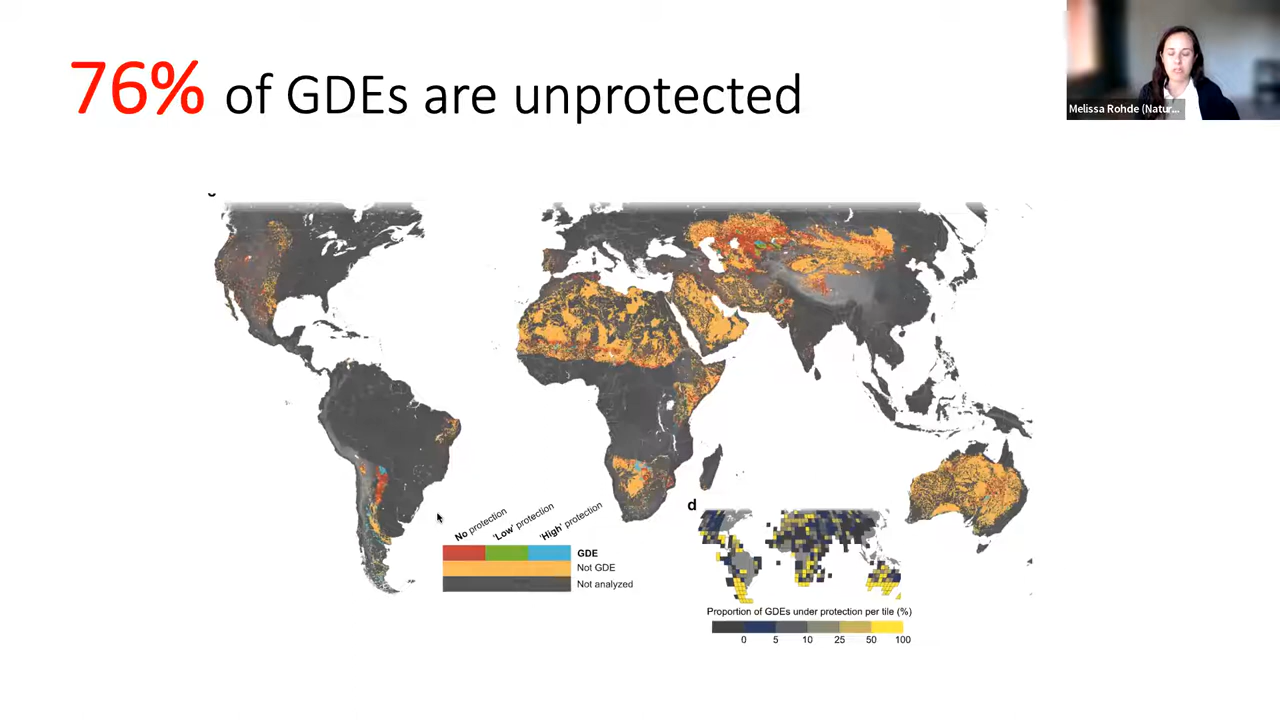 76% of GDEs are unprotected
Melissa Rohde (Natur...
No protection
'Low' protection
'High' protection
GDE
Not GDE
Not analyzed
d
Proportion of GDEs under protection per tile (%)
0 5 10 25 50 100